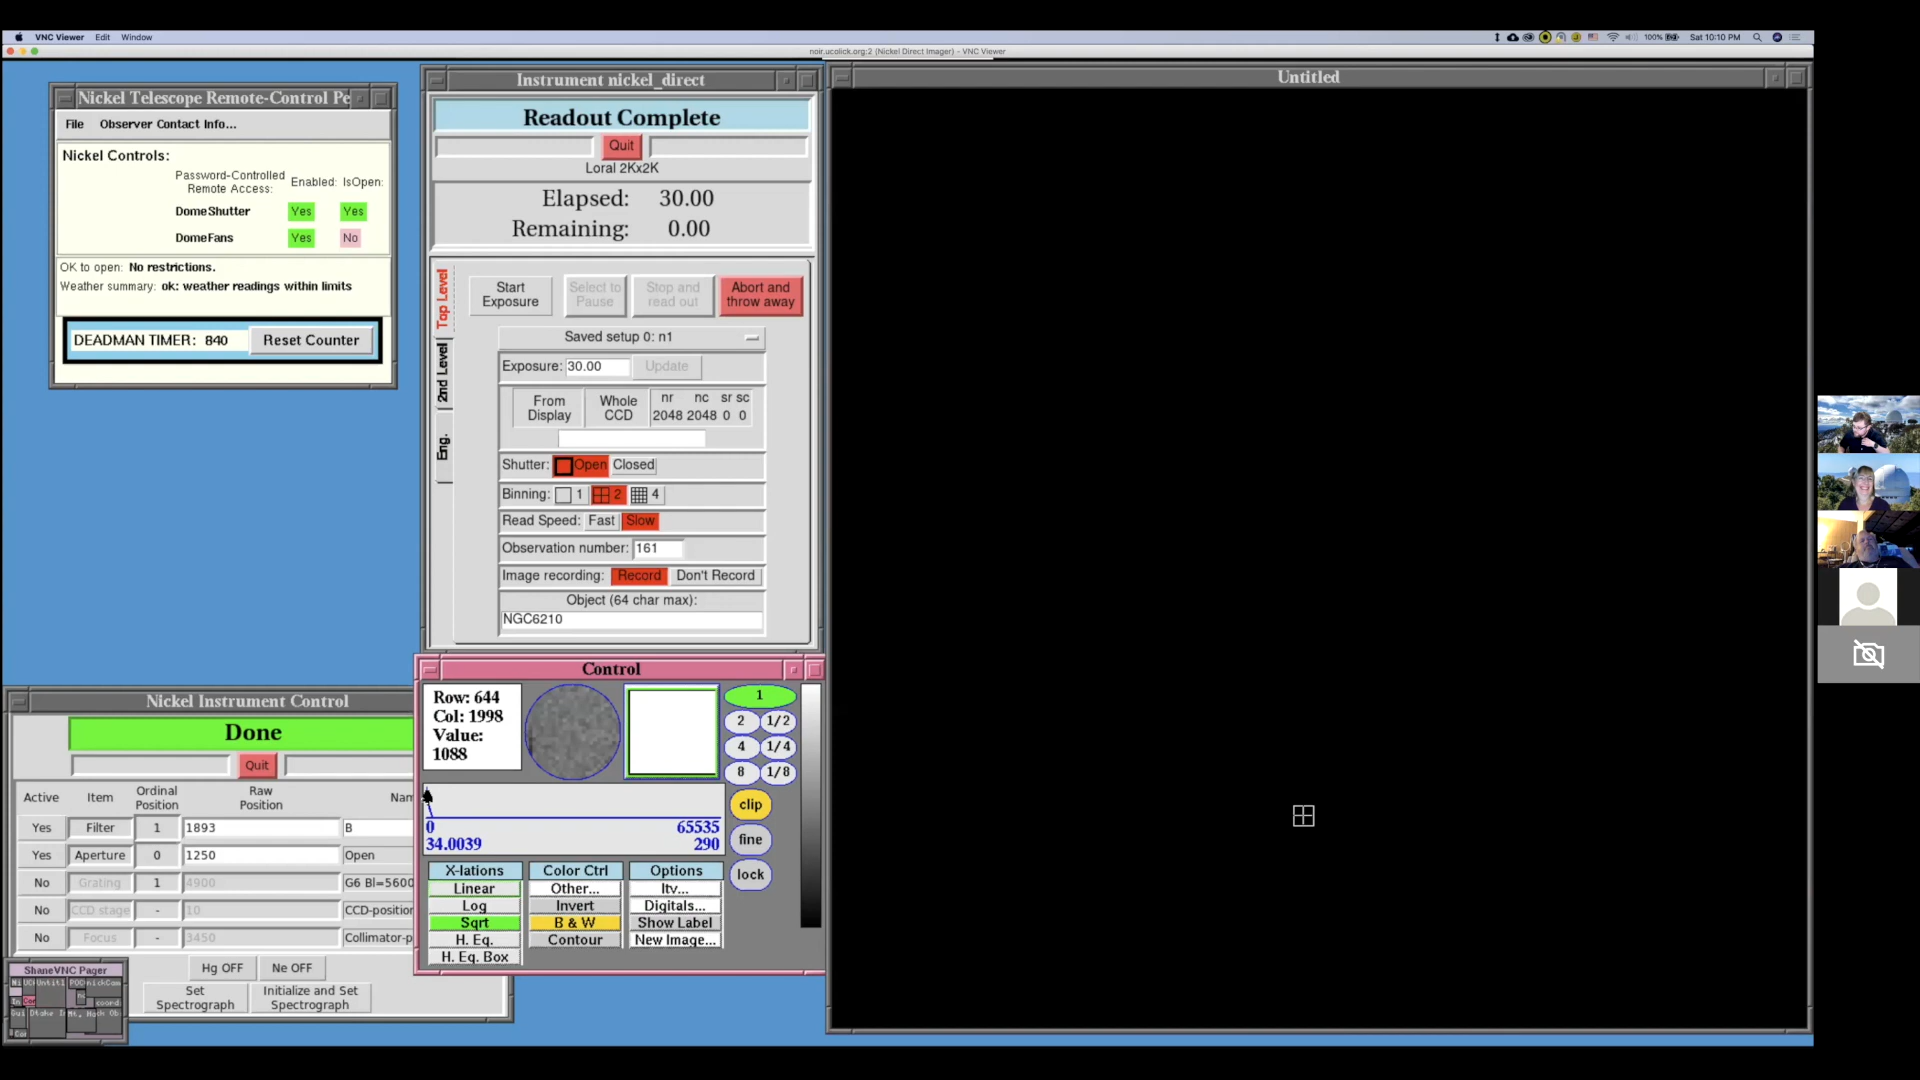 VNC Viewer Edit Window
100% Sat 10:10 PM
noir.ucolick.org:2 (Nickel Direct Imager) - VNC Viewer
Nickel Telescope Remote-Control Pe
File Observer Contact Info...
Nickel Controls:
Password-Controlled
Remote Access: Enabled: IsOpen:
DomeShutter Yes Yes
DomeFans Yes No
OK to open: No restrictions.
Weather summary: ok: weather readings within limits
DEADMAN TIMER: 840 Reset Counter
Instrument nickel_direct
Readout Complete
Quit
Loral 2Kx2K
Elapsed: 30.00
Remaining: 0.00
Top Level
2nd Level
Eng.
Start
Exposure
Select to
Pause
Stop and
read out
Abort and
throw away
Saved setup 0: n1
Exposure: 30.00 Update
From
Display
Whole
CCD
nr nc sr sc
2048 2048 0 0
Shutter: Open Closed
Binning: 1 2 4
Read Speed: Fast Slow
Observation number: 161
Image recording: Record Don't Record
Object (64 char max):
NGC6210
Untitled
Nickel Instrument Control
Done
Quit
Active Item Ordinal Position Raw Position Nan
Yes Filter 1 1893 B
Yes Aperture 0 1250 Open
No Grating 1 4900 G6 Bl=5600
No CCD stage - 10 CCD-position
No Focus - 3450 Collimator-p
Hg OFF Ne OFF
Set
Spectrograph
Initialize and Set
Spectrograph
ShaneVNC Pager
Control
Row: 644
Col: 1998
Value:
1088
1
2 1/2
4 1/4
8 1/8
clip
fine
lock
0 65535
34.0039 290
X-lations Color Ctrl Options
Linear Other... Itv...
Log Invert Digitals...
Sqrt B & W Show Label
H. Eq. Contour New Image...
H. Eq. Box